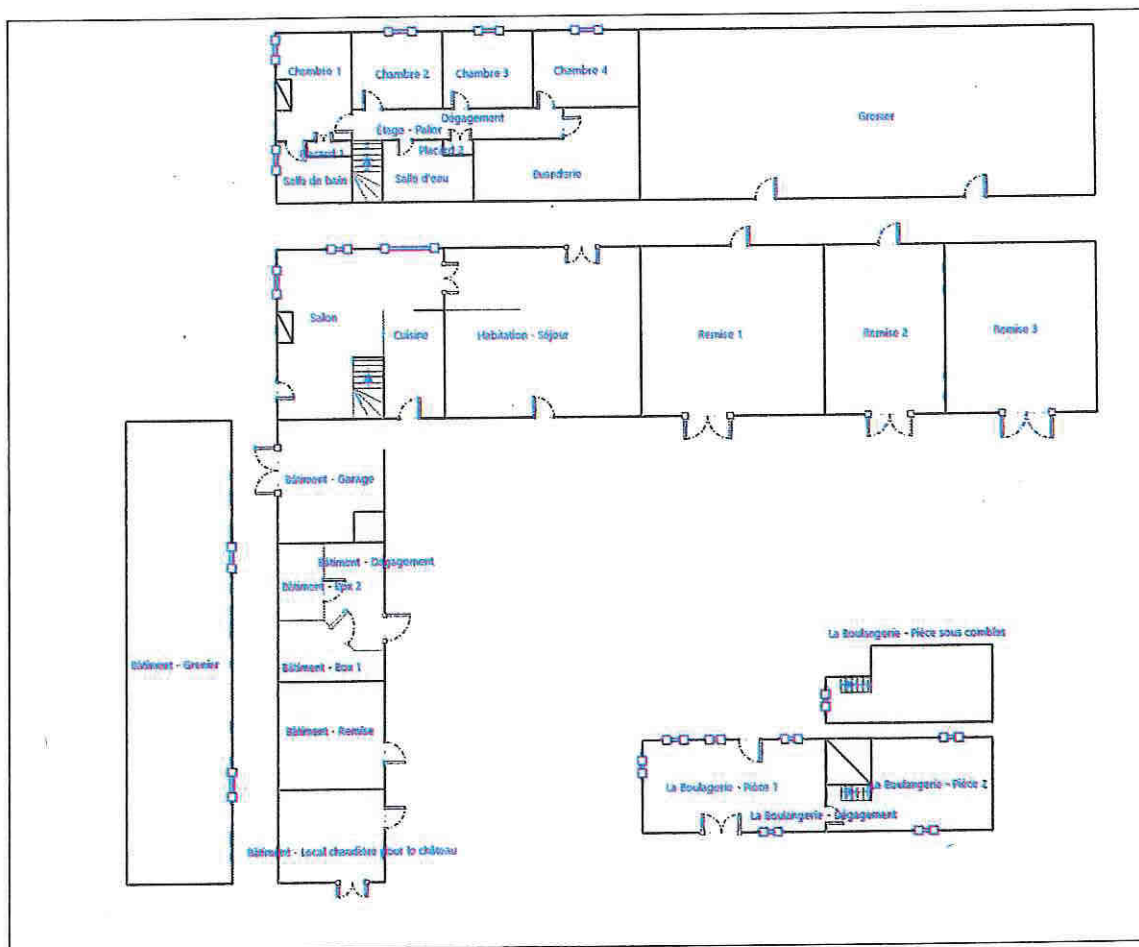 Chambre 1
Chambre 2
Chambre 3
Chambre 4
Dégagement
Grenier
Étage - Palier
Placard 1
Placard 2
Salle de bain
Salle d'eau
Buanderie
Salon
Cuisine
Habitation - Séjour
Remise 1
Remise 2
Remise 3
Bâtiment - Garage
Bâtiment - Dégagement
Bâtiment - Box 2
Bâtiment - Grenier
Bâtiment - Box 1
Bâtiment - Remise
Bâtiment - Local chaudière pour le château
La Boulangerie - Pièce sous combles
La Boulagerie - Pièce 1
La Boulangerie - Pièce 2
La Boulangerie - Dégagement